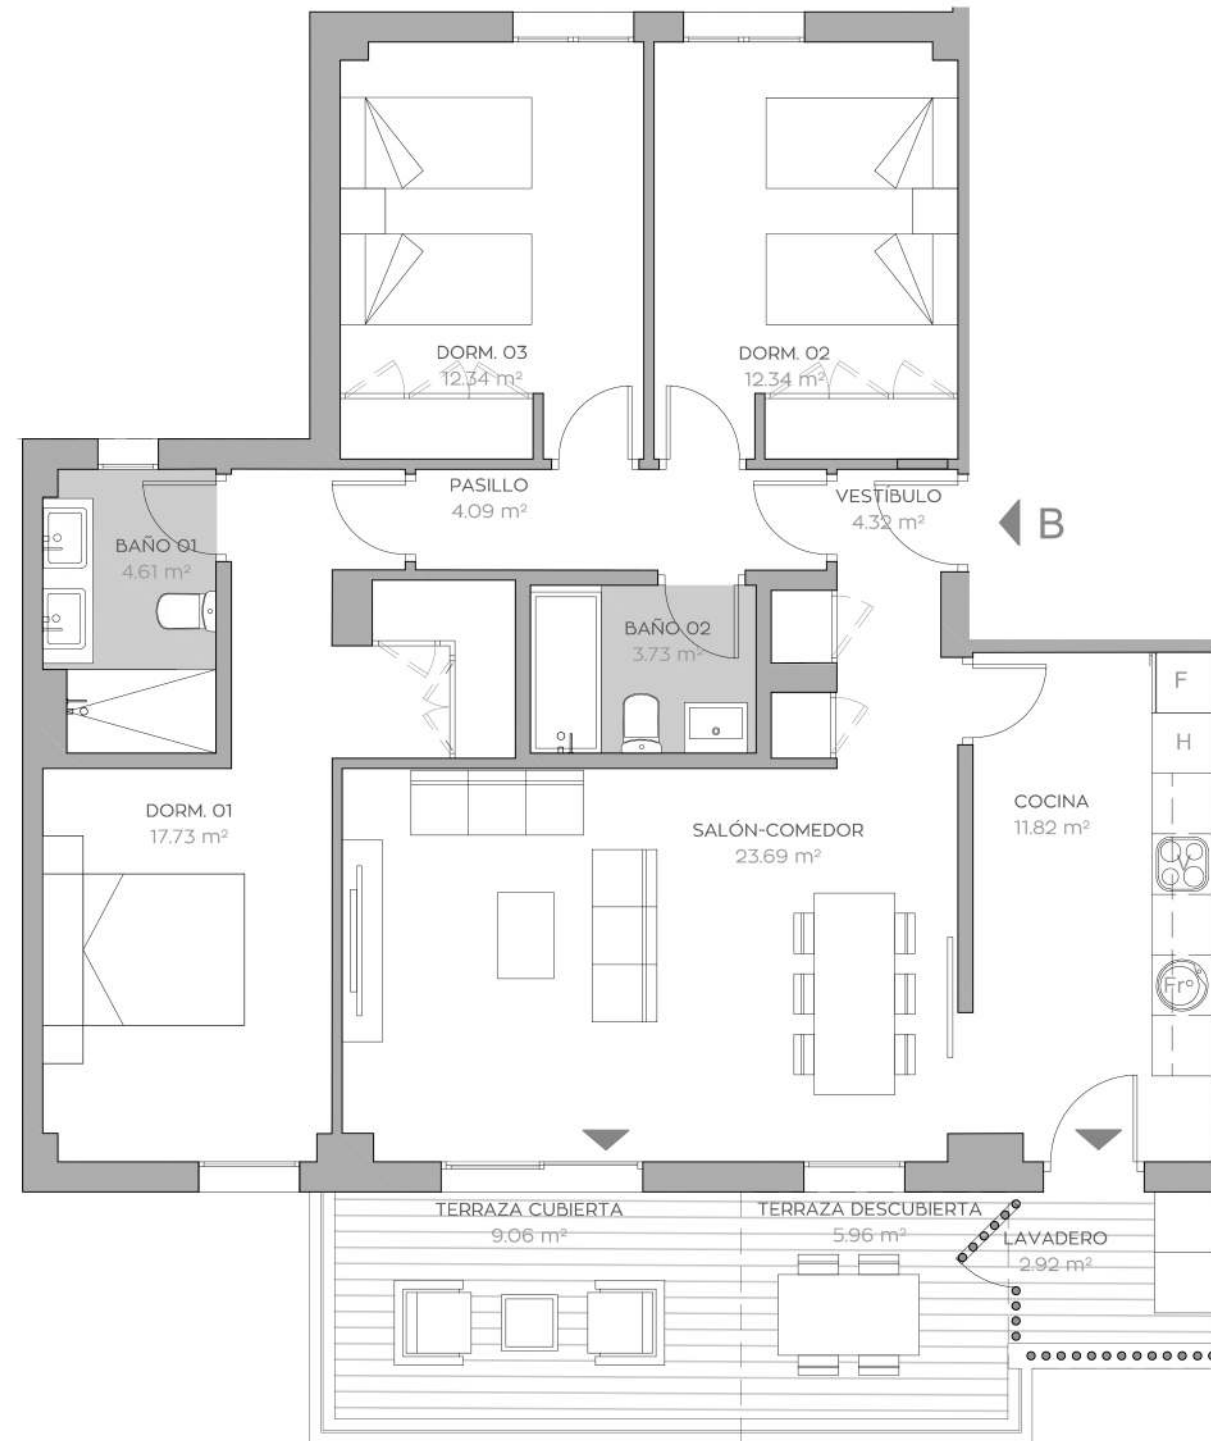 DORM. 03
12.34 m²
DORM. 02
12.34 m²
PASILLO
4.09 m²
VESTÍBULO
4.32 m²
B
BAÑO 01
4.61 m²
BAÑO 02
3.73 m²
F
H
DORM. 01
17.73 m²
SALÓN-COMEDOR
23.69 m²
COCINA
11.82 m²
V
Frº
TERRAZA CUBIERTA
9.06 m²
TERRAZA DESCUBIERTA
5.96 m²
LAVADERO
2.92 m²